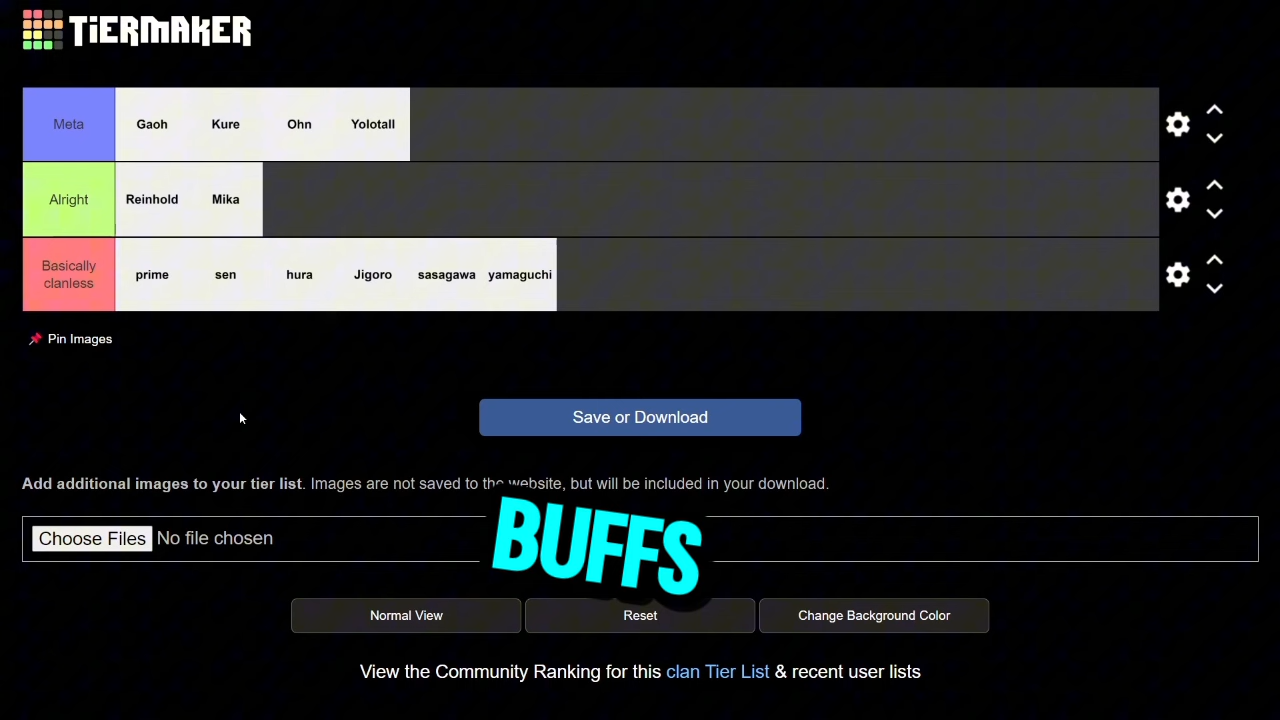 TiERMAKER
Meta
Gaoh Kure Ohn Yolotall
Alright
Reinhold Mika
Basically
clanless
prime sen hura Jigoro sasagawa yamaguchi
📌 Pin Images
Save or Download
Add additional images to your tier list. Images are not saved to the website, but will be included in your download.
Choose Files No file chosen
BUFFS
Normal View Reset Change Background Color
View the Community Ranking for this clan Tier List & recent user lists